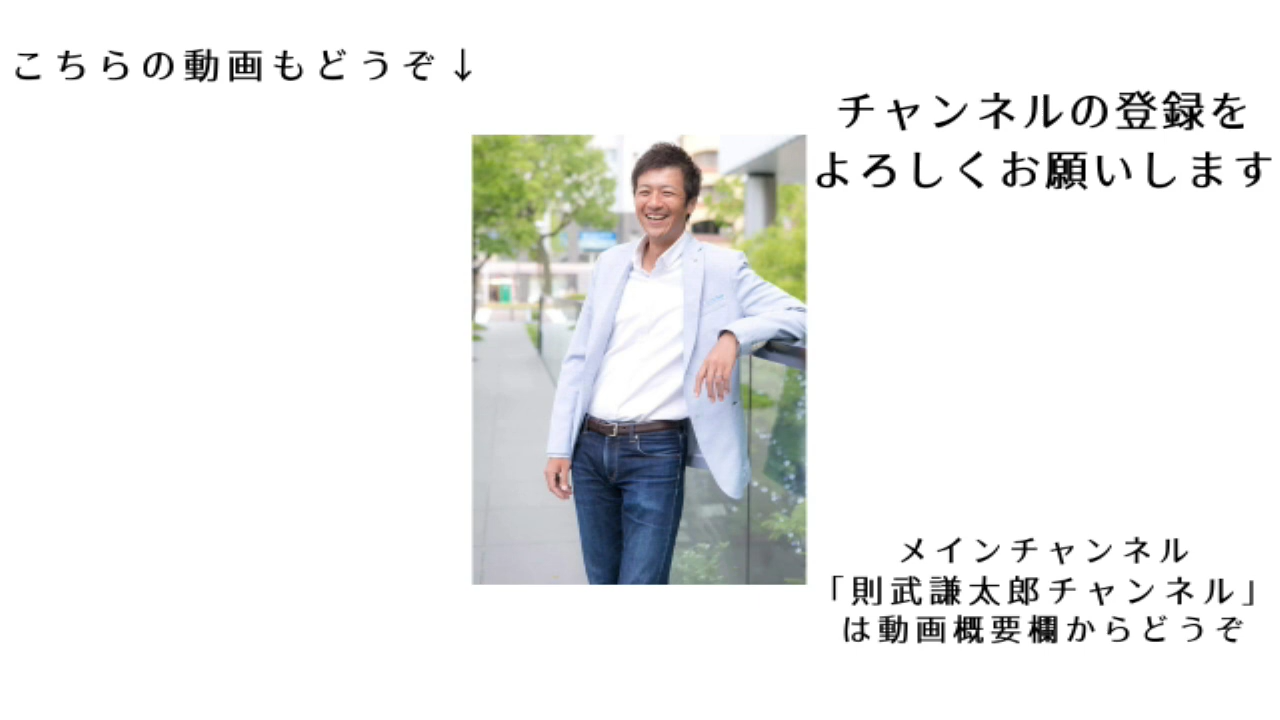 こちらの動画もどうぞ↓
チャンネルの登録を
よろしくお願いします
メインチャンネル
「則武謙太郎チャンネル」
は動画概要欄からどうぞ